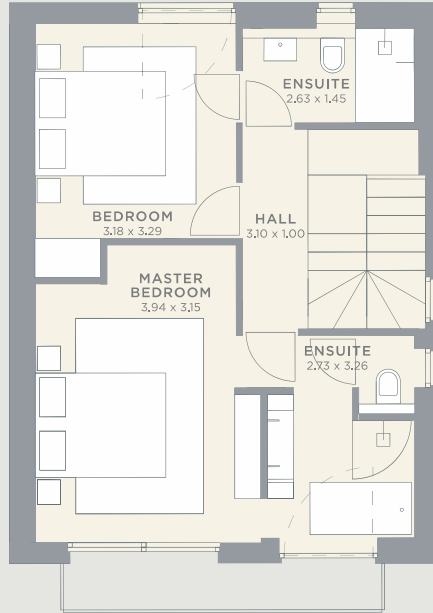 ENSUITE
2.63 x 1.45
BEDROOM
3.18 x 3.29
HALL
3.10 x 1.00
MASTER
BEDROOM
3.94 x 3.15
ENSUITE
2.73 x 3.26